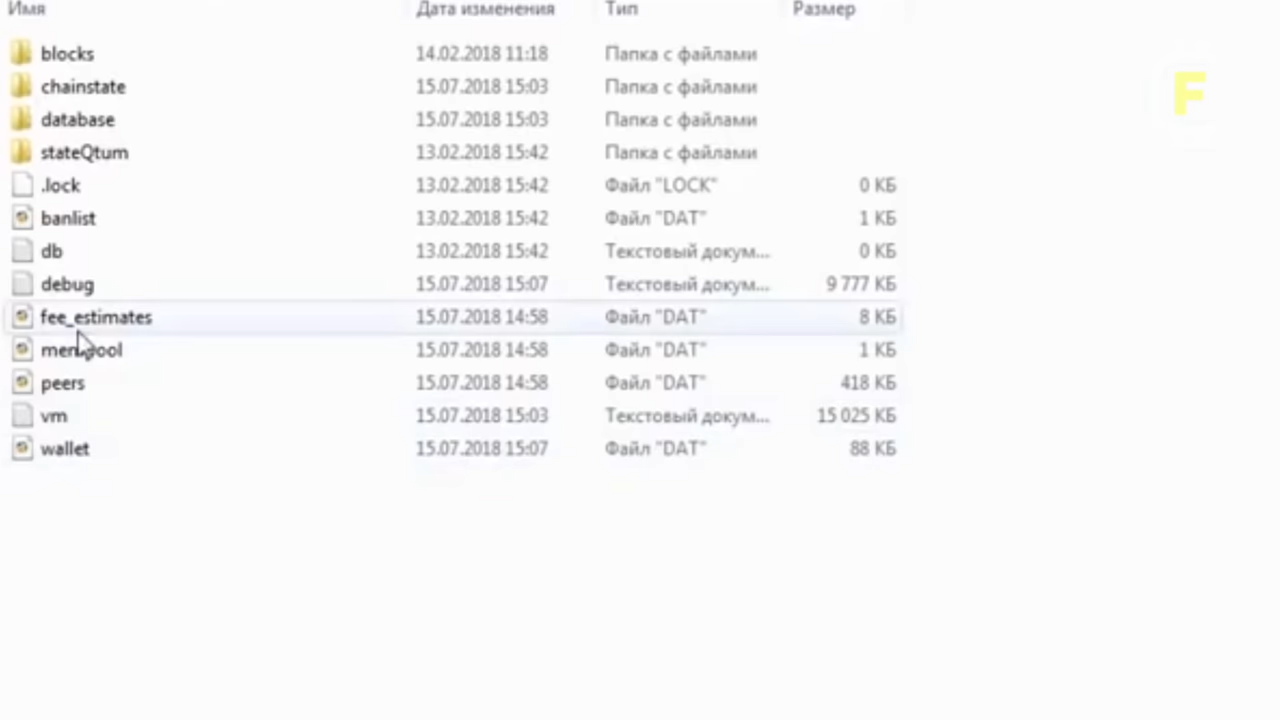 Имя Дата изменения Тип Размер
blocks 14.02.2018 11:18 Папка с файлами
chainstate 15.07.2018 15:03 Папка с файлами
database 15.07.2018 15:03 Папка с файлами
stateQtum 13.02.2018 15:42 Папка с файлами
.lock 13.02.2018 15:42 Файл "LOCK" 0 КБ
banlist 13.02.2018 15:42 Файл "DAT" 1 КБ
db 13.02.2018 15:42 Текстовый докум... 0 КБ
debug 15.07.2018 15:07 Текстовый докум... 9 777 КБ
fee_estimates 15.07.2018 14:58 Файл "DAT" 8 КБ
mempool 15.07.2018 14:58 Файл "DAT" 1 КБ
peers 15.07.2018 14:58 Файл "DAT" 418 КБ
vm 15.07.2018 15:03 Текстовый докум... 15 025 КБ
wallet 15.07.2018 15:07 Файл "DAT" 88 КБ
F